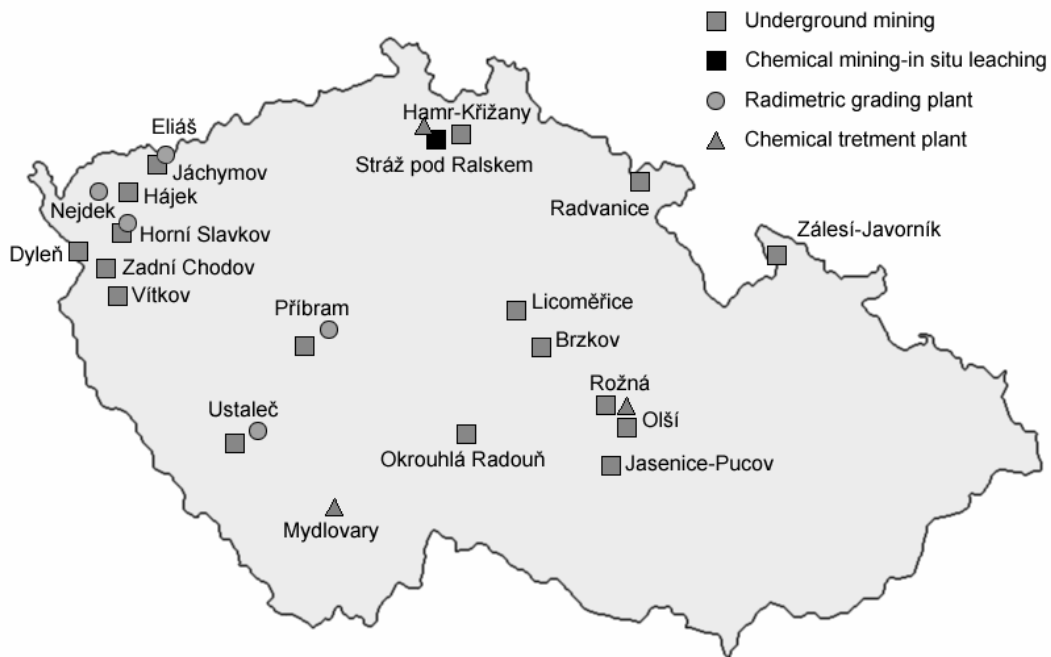 Underground mining
Chemical mining-in situ leaching
Radimetric grading plant
Chemical tretment plant
Hamr-Křižany
Eliáš
Stráž pod Ralskem
Jáchymov
Hájek
Nejdek
Radvanice
Horní Slavkov
Zálesí-Javorník
Dyleň
Zadní Chodov
Vítkov
Příbram
Licoměřice
Brzkov
Rožná
Ustaleč
Olší
Okrouhlá Radouň
Jasenice-Pucov
Mydlovary